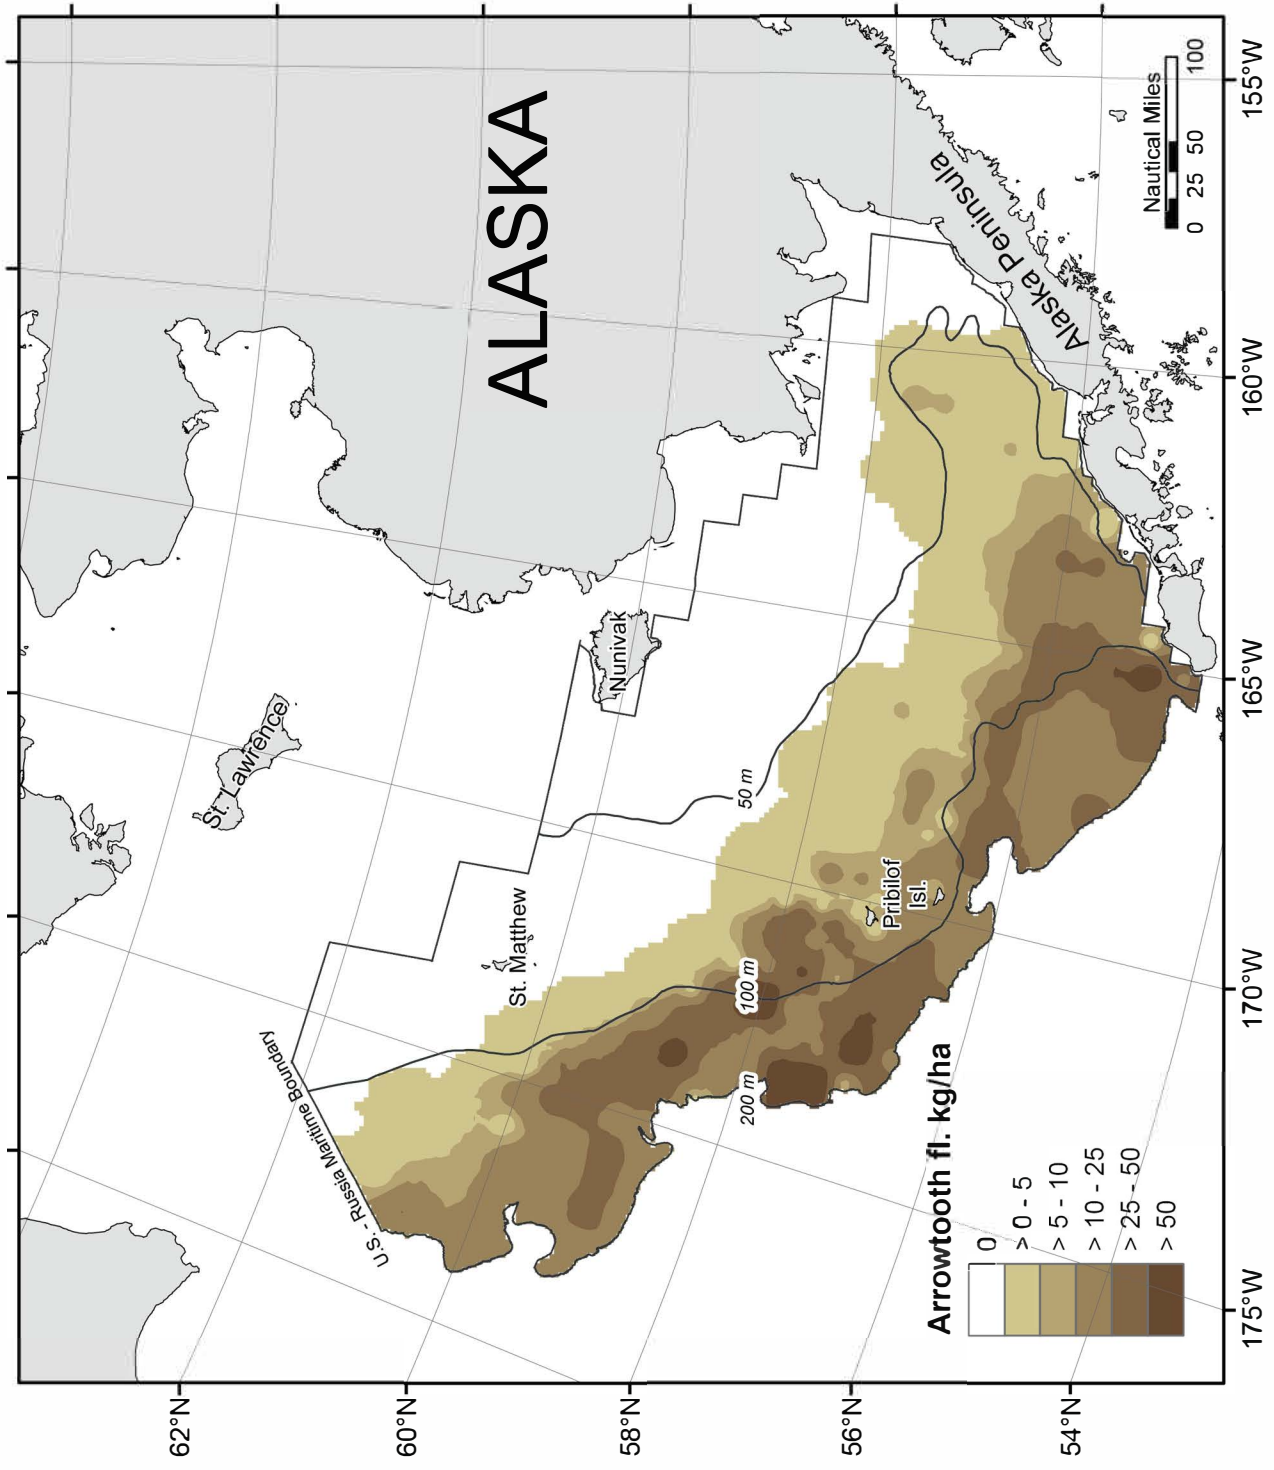 ALASKA
St. Lawrence
Nunivak
St. Matthew
Pribilof
Isl.
Alaska Peninsula
U.S. - Russia Maritime Boundary
50 m
100 m
200 m
Nautical Miles
0 25 50 100
Arrowtooth fl. kg/ha
0
> 0 - 5
> 5 - 10
> 10 - 25
> 25 - 50
> 50
62°N
60°N
58°N
56°N
54°N
175°W
170°W
165°W
160°W
155°W